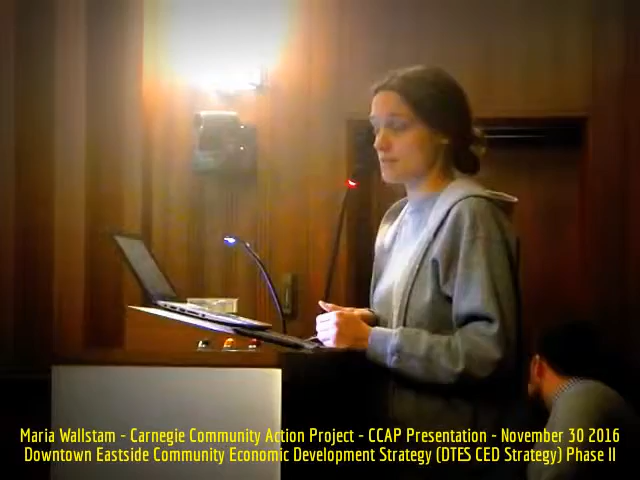 Maria Wallstam - Carnegie Community Action Project - CCAP Presentation - November 30 2016
Downtown Eastside Community Economic Development Strategy (DTES CED Strategy) Phase II